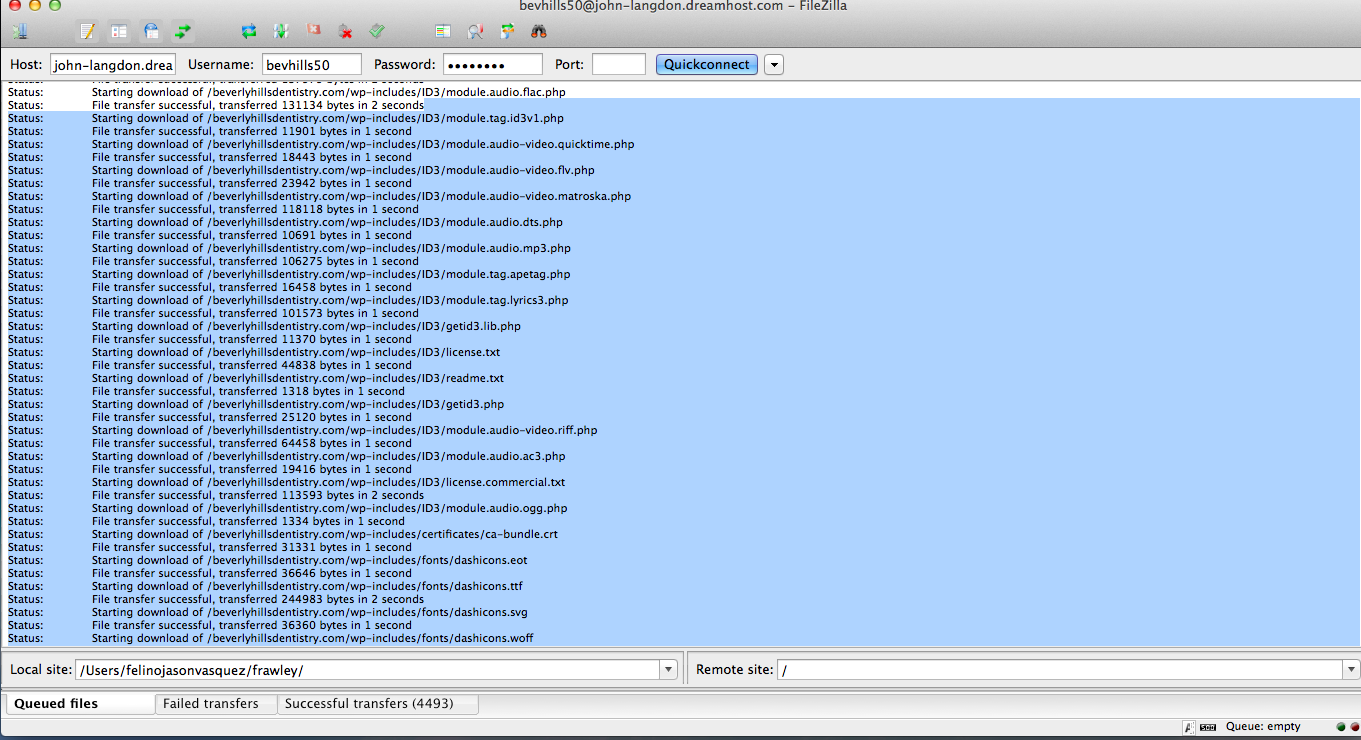 bevhills50@john-langdon.dreamhost.com – FileZilla
Host: john-langdon.drea Username: bevhills50 Password: •••••••• Port: Quickconnect
Status: Starting download of /beverlyhillsdentistry.com/wp-includes/ID3/module.audio.flac.php
Status: File transfer successful, transferred 131134 bytes in 2 seconds
Status: Starting download of /beverlyhillsdentistry.com/wp-includes/ID3/module.tag.id3v1.php
Status: File transfer successful, transferred 11901 bytes in 1 second
Status: Starting download of /beverlyhillsdentistry.com/wp-includes/ID3/module.audio-video.quicktime.php
Status: File transfer successful, transferred 18443 bytes in 1 second
Status: Starting download of /beverlyhillsdentistry.com/wp-includes/ID3/module.audio-video.flv.php
Status: File transfer successful, transferred 23942 bytes in 1 second
Status: Starting download of /beverlyhillsdentistry.com/wp-includes/ID3/module.audio-video.matroska.php
Status: File transfer successful, transferred 118118 bytes in 1 second
Status: Starting download of /beverlyhillsdentistry.com/wp-includes/ID3/module.audio.dts.php
Status: File transfer successful, transferred 10691 bytes in 1 second
Status: Starting download of /beverlyhillsdentistry.com/wp-includes/ID3/module.audio.mp3.php
Status: File transfer successful, transferred 106275 bytes in 1 second
Status: Starting download of /beverlyhillsdentistry.com/wp-includes/ID3/module.tag.apetag.php
Status: File transfer successful, transferred 16458 bytes in 1 second
Status: Starting download of /beverlyhillsdentistry.com/wp-includes/ID3/module.tag.lyrics3.php
Status: File transfer successful, transferred 101573 bytes in 1 second
Status: Starting download of /beverlyhillsdentistry.com/wp-includes/ID3/getid3.lib.php
Status: File transfer successful, transferred 11370 bytes in 1 second
Status: Starting download of /beverlyhillsdentistry.com/wp-includes/ID3/license.txt
Status: File transfer successful, transferred 44838 bytes in 1 second
Status: Starting download of /beverlyhillsdentistry.com/wp-includes/ID3/readme.txt
Status: File transfer successful, transferred 1318 bytes in 1 second
Status: Starting download of /beverlyhillsdentistry.com/wp-includes/ID3/getid3.php
Status: File transfer successful, transferred 25120 bytes in 1 second
Status: Starting download of /beverlyhillsdentistry.com/wp-includes/ID3/module.audio-video.riff.php
Status: File transfer successful, transferred 64458 bytes in 1 second
Status: Starting download of /beverlyhillsdentistry.com/wp-includes/ID3/module.audio.ac3.php
Status: File transfer successful, transferred 19416 bytes in 1 second
Status: Starting download of /beverlyhillsdentistry.com/wp-includes/ID3/license.commercial.txt
Status: File transfer successful, transferred 113593 bytes in 2 seconds
Status: Starting download of /beverlyhillsdentistry.com/wp-includes/ID3/module.audio.ogg.php
Status: File transfer successful, transferred 1334 bytes in 1 second
Status: Starting download of /beverlyhillsdentistry.com/wp-includes/certificates/ca-bundle.crt
Status: File transfer successful, transferred 31331 bytes in 1 second
Status: Starting download of /beverlyhillsdentistry.com/wp-includes/fonts/dashicons.eot
Status: File transfer successful, transferred 36646 bytes in 1 second
Status: Starting download of /beverlyhillsdentistry.com/wp-includes/fonts/dashicons.ttf
Status: File transfer successful, transferred 244983 bytes in 2 seconds
Status: Starting download of /beverlyhillsdentistry.com/wp-includes/fonts/dashicons.svg
Status: File transfer successful, transferred 36360 bytes in 1 second
Status: Starting download of /beverlyhillsdentistry.com/wp-includes/fonts/dashicons.woff
Local site: /Users/felinojasonvasquez/frawley/ Remote site: /
Queued files Failed transfers Successful transfers (4493)
Queue: empty